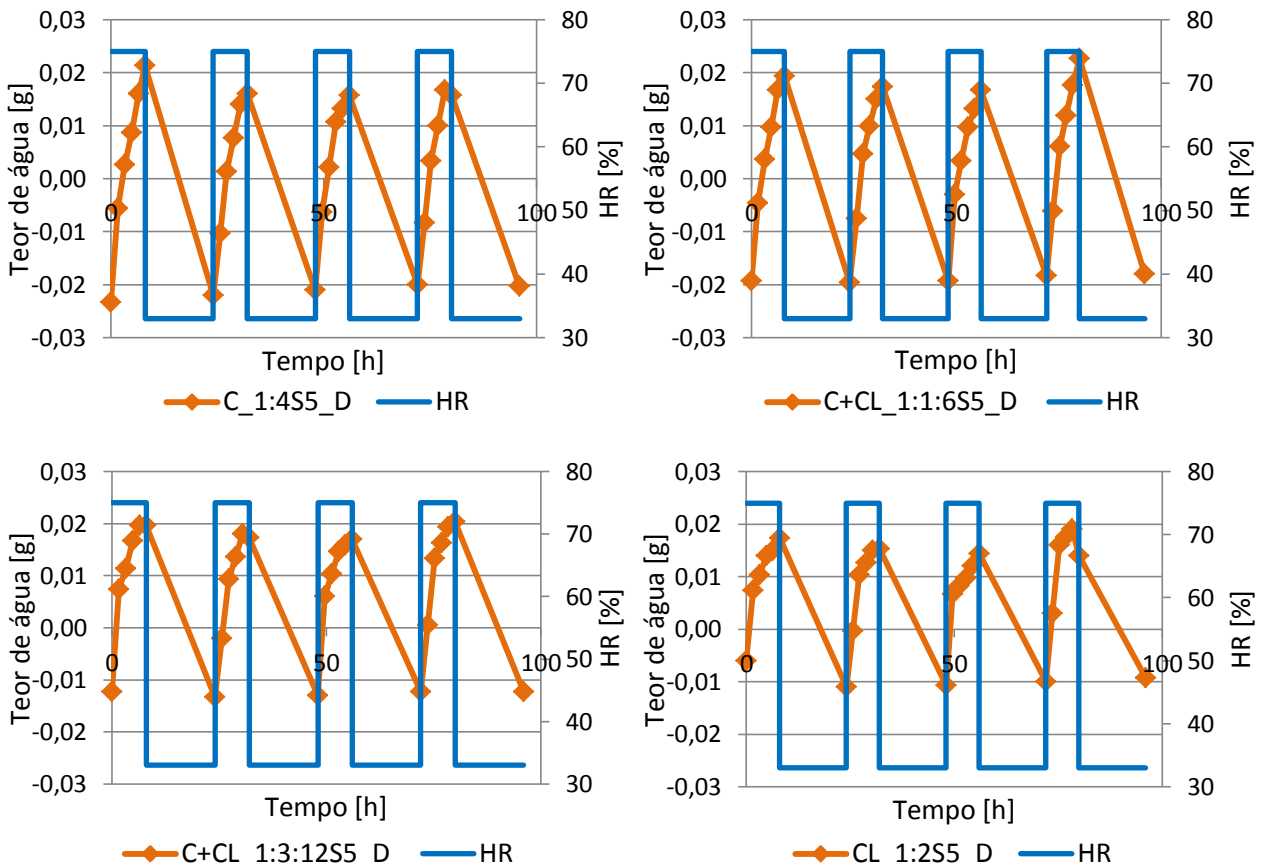 0,03 80 0,03 80
0,02 70 0,02 70
0,01 60 0,01 60
0,00 0,00
0 50 100 50 0 50 100 50
-0,01 -0,01
-0,02 40 -0,02 40
-0,03 30 -0,03 30
Teor de água [g] HR [%] Teor de água [g] HR [%]
Tempo [h] Tempo [h]
C_1:4S5_D HR C+CL_1:1:6S5_D HR
0,03 80 0,03 80
0,02 70 0,02 70
0,01 60 0,01 60
0,00 0,00
0 50 100 50 0 50 100 50
-0,01 -0,01
-0,02 40 -0,02 40
-0,03 30 -0,03 30
Teor de água [g] HR [%] Teor de água [g] HR [%]
Tempo [h] Tempo [h]
C+CL 1:3:12S5 D HR CL 1:2S5 D HR